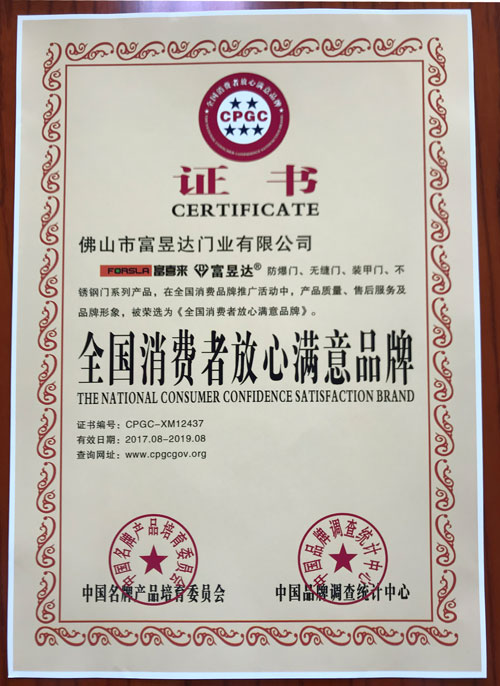 全国消费者放心满意品牌
CPGC
证书
CERTIFICATE
佛山市富昱达门业有限公司
FORSLA 富喜来 富昱达® 防爆门、无缝门、装甲门、不
锈钢门系列产品，在全国消费品牌推广活动中，产品质量、售后服务及
品牌形象，被荣选为《全国消费者放心满意品牌》。
全国消费者放心满意品牌
THE NATIONAL CONSUMER CONFIDENCE SATISFACTION BRAND
证书编号：CPGC-XM12437
有效日期：2017.08-2019.08
查询网址：www.cpgcgov.org
中国名牌产品培育委员会
中国品牌调查统计中心
中国名牌产品培育委员会
中国品牌调查统计中心